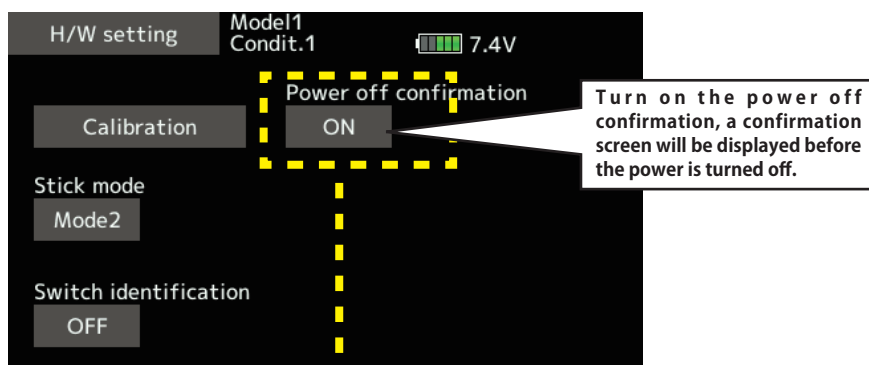 H/W setting
Model1
Condit.1
7.4V
Power off confirmation
Calibration
ON
Stick mode
Mode2
Switch identification
OFF
Turn on the power off
confirmation, a confirmation
screen will be displayed before
the power is turned off.